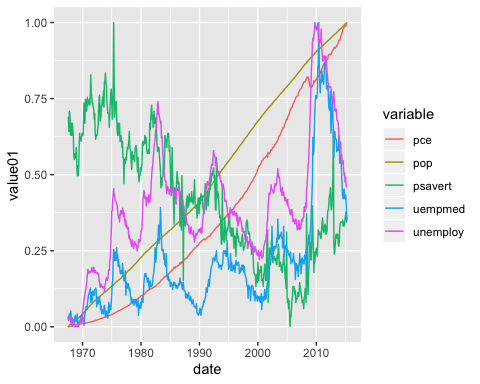 1.00
0.75
0.50
0.25
0.00
value01
1970 1980 1990 2000 2010
date
variable
pce
pop
psavert
uempmed
unemploy